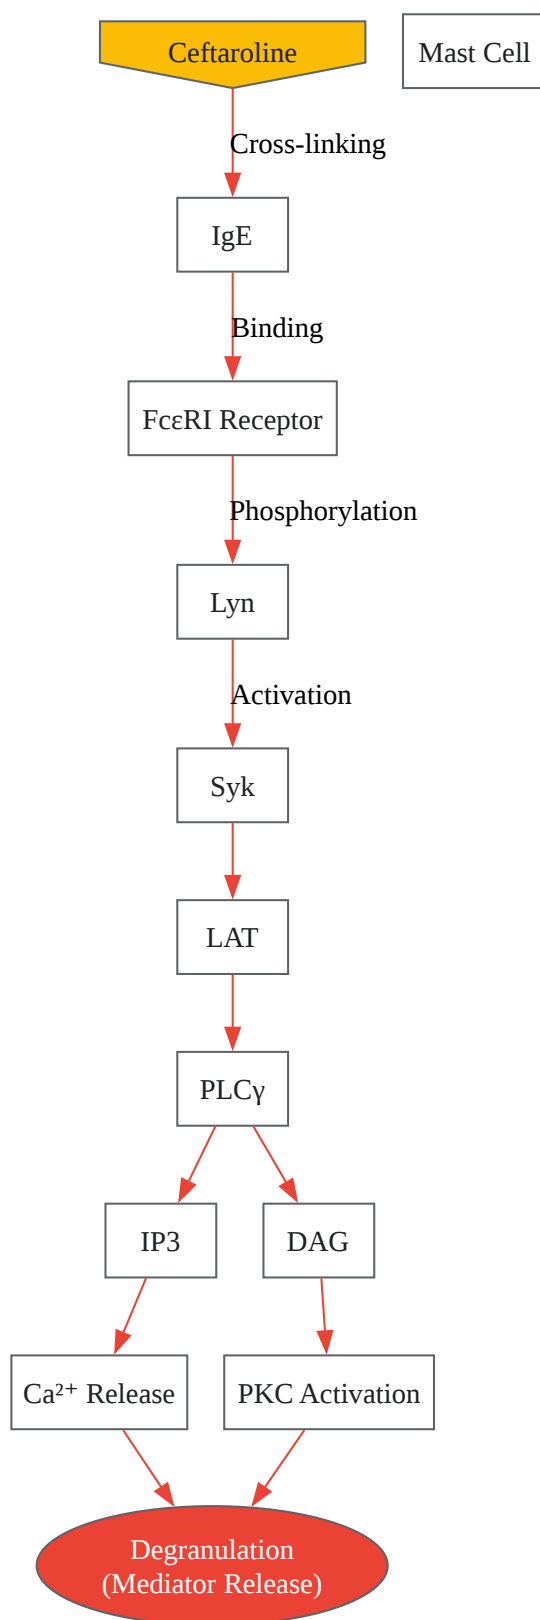 Ceftaroline
Mast Cell
Cross-linking
IgE
Binding
FcεRI Receptor
Phosphorylation
Lyn
Activation
Syk
LAT
PLCγ
IP3
DAG
Ca²⁺ Release
PKC Activation
Degranulation
(Mediator Release)